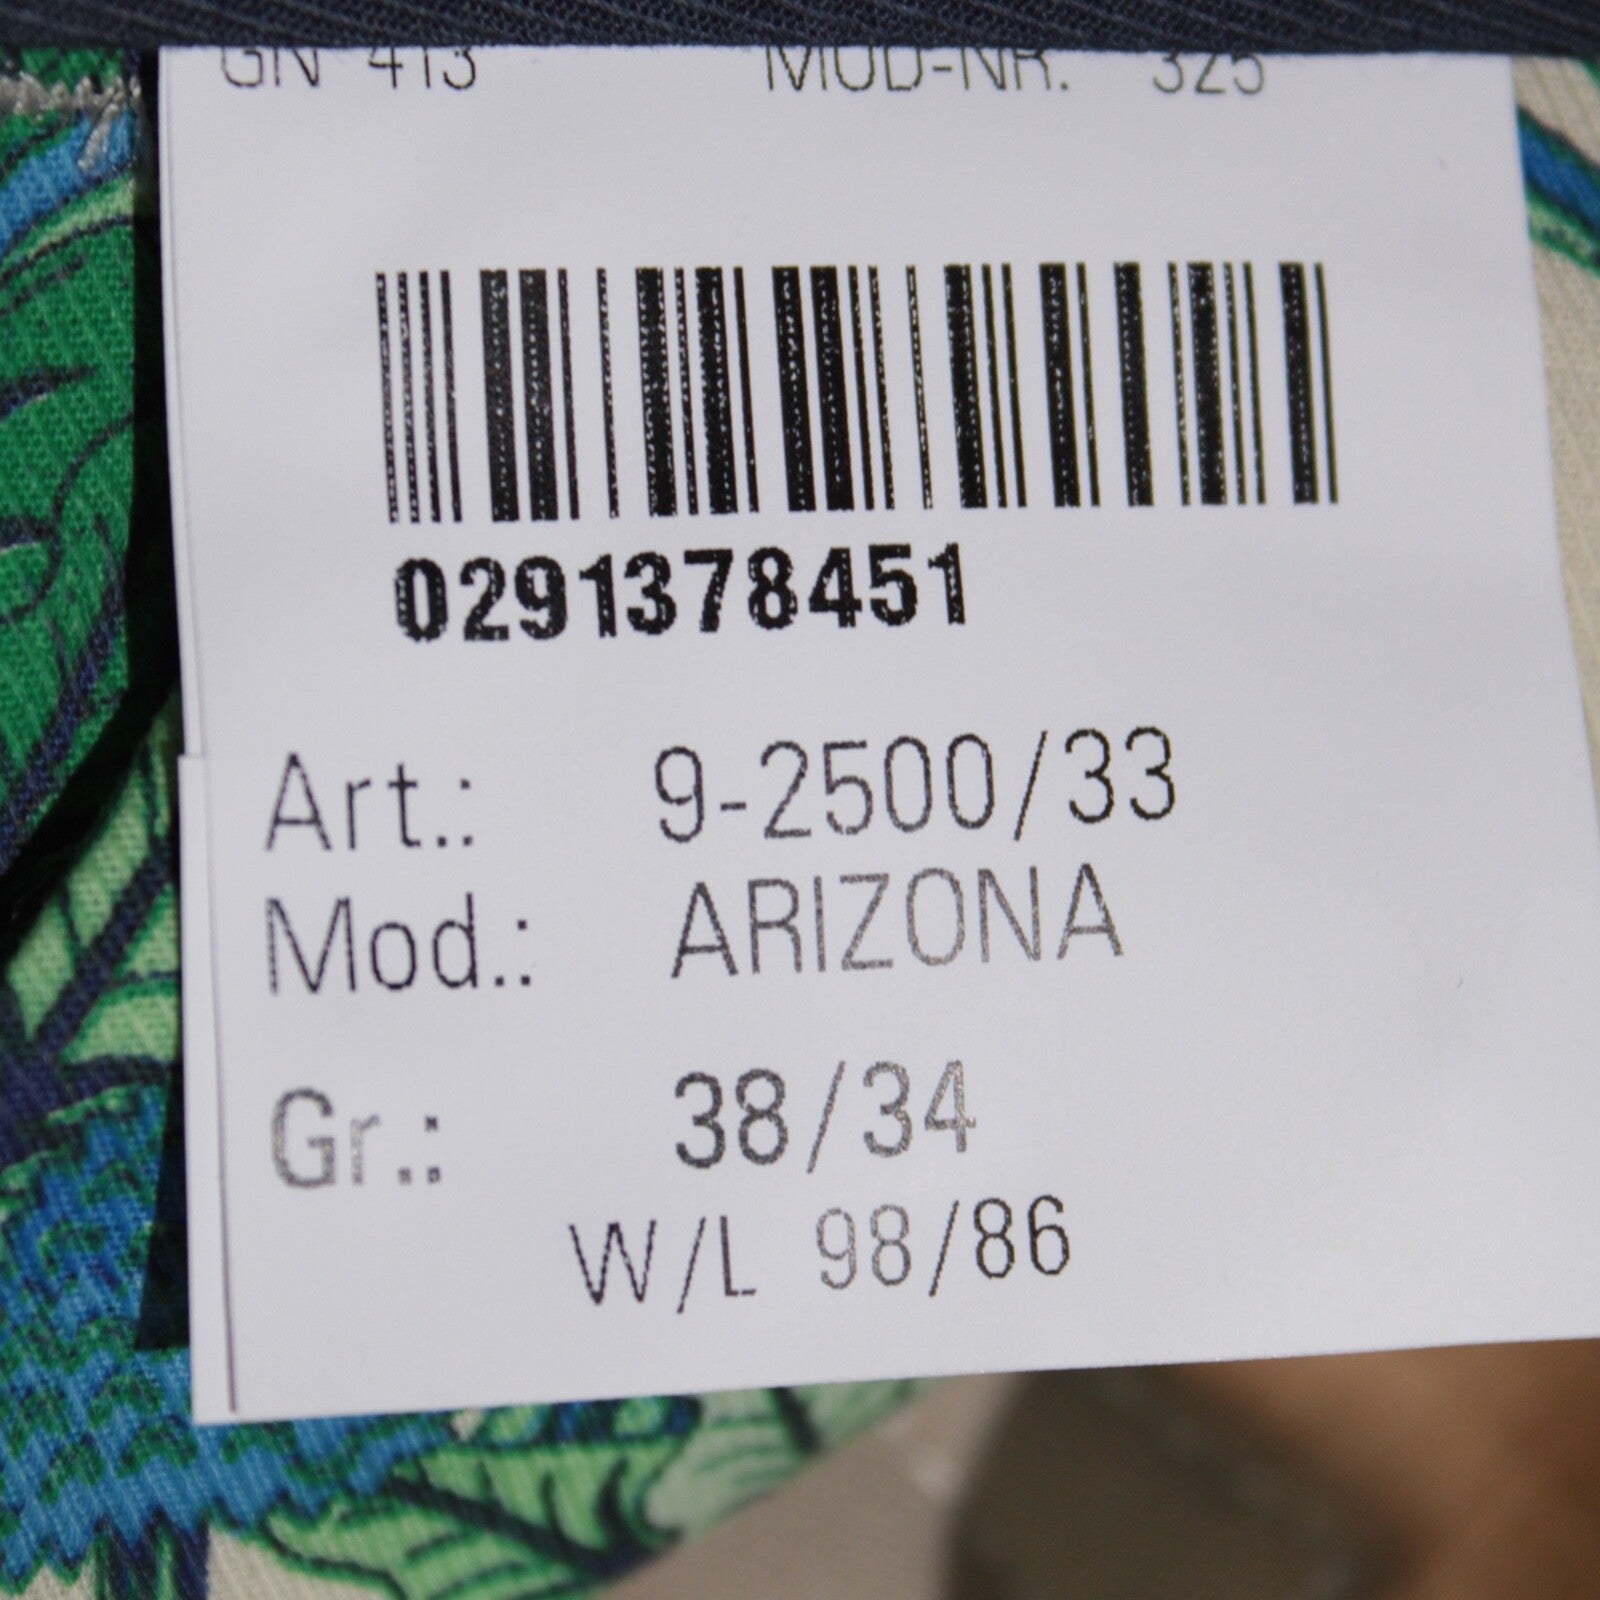 GN 413 MOD-NR. 325
0291378451
Art.: 9-2500/33
Mod.: ARIZONA
Gr.: 38/34
W/L 98/86